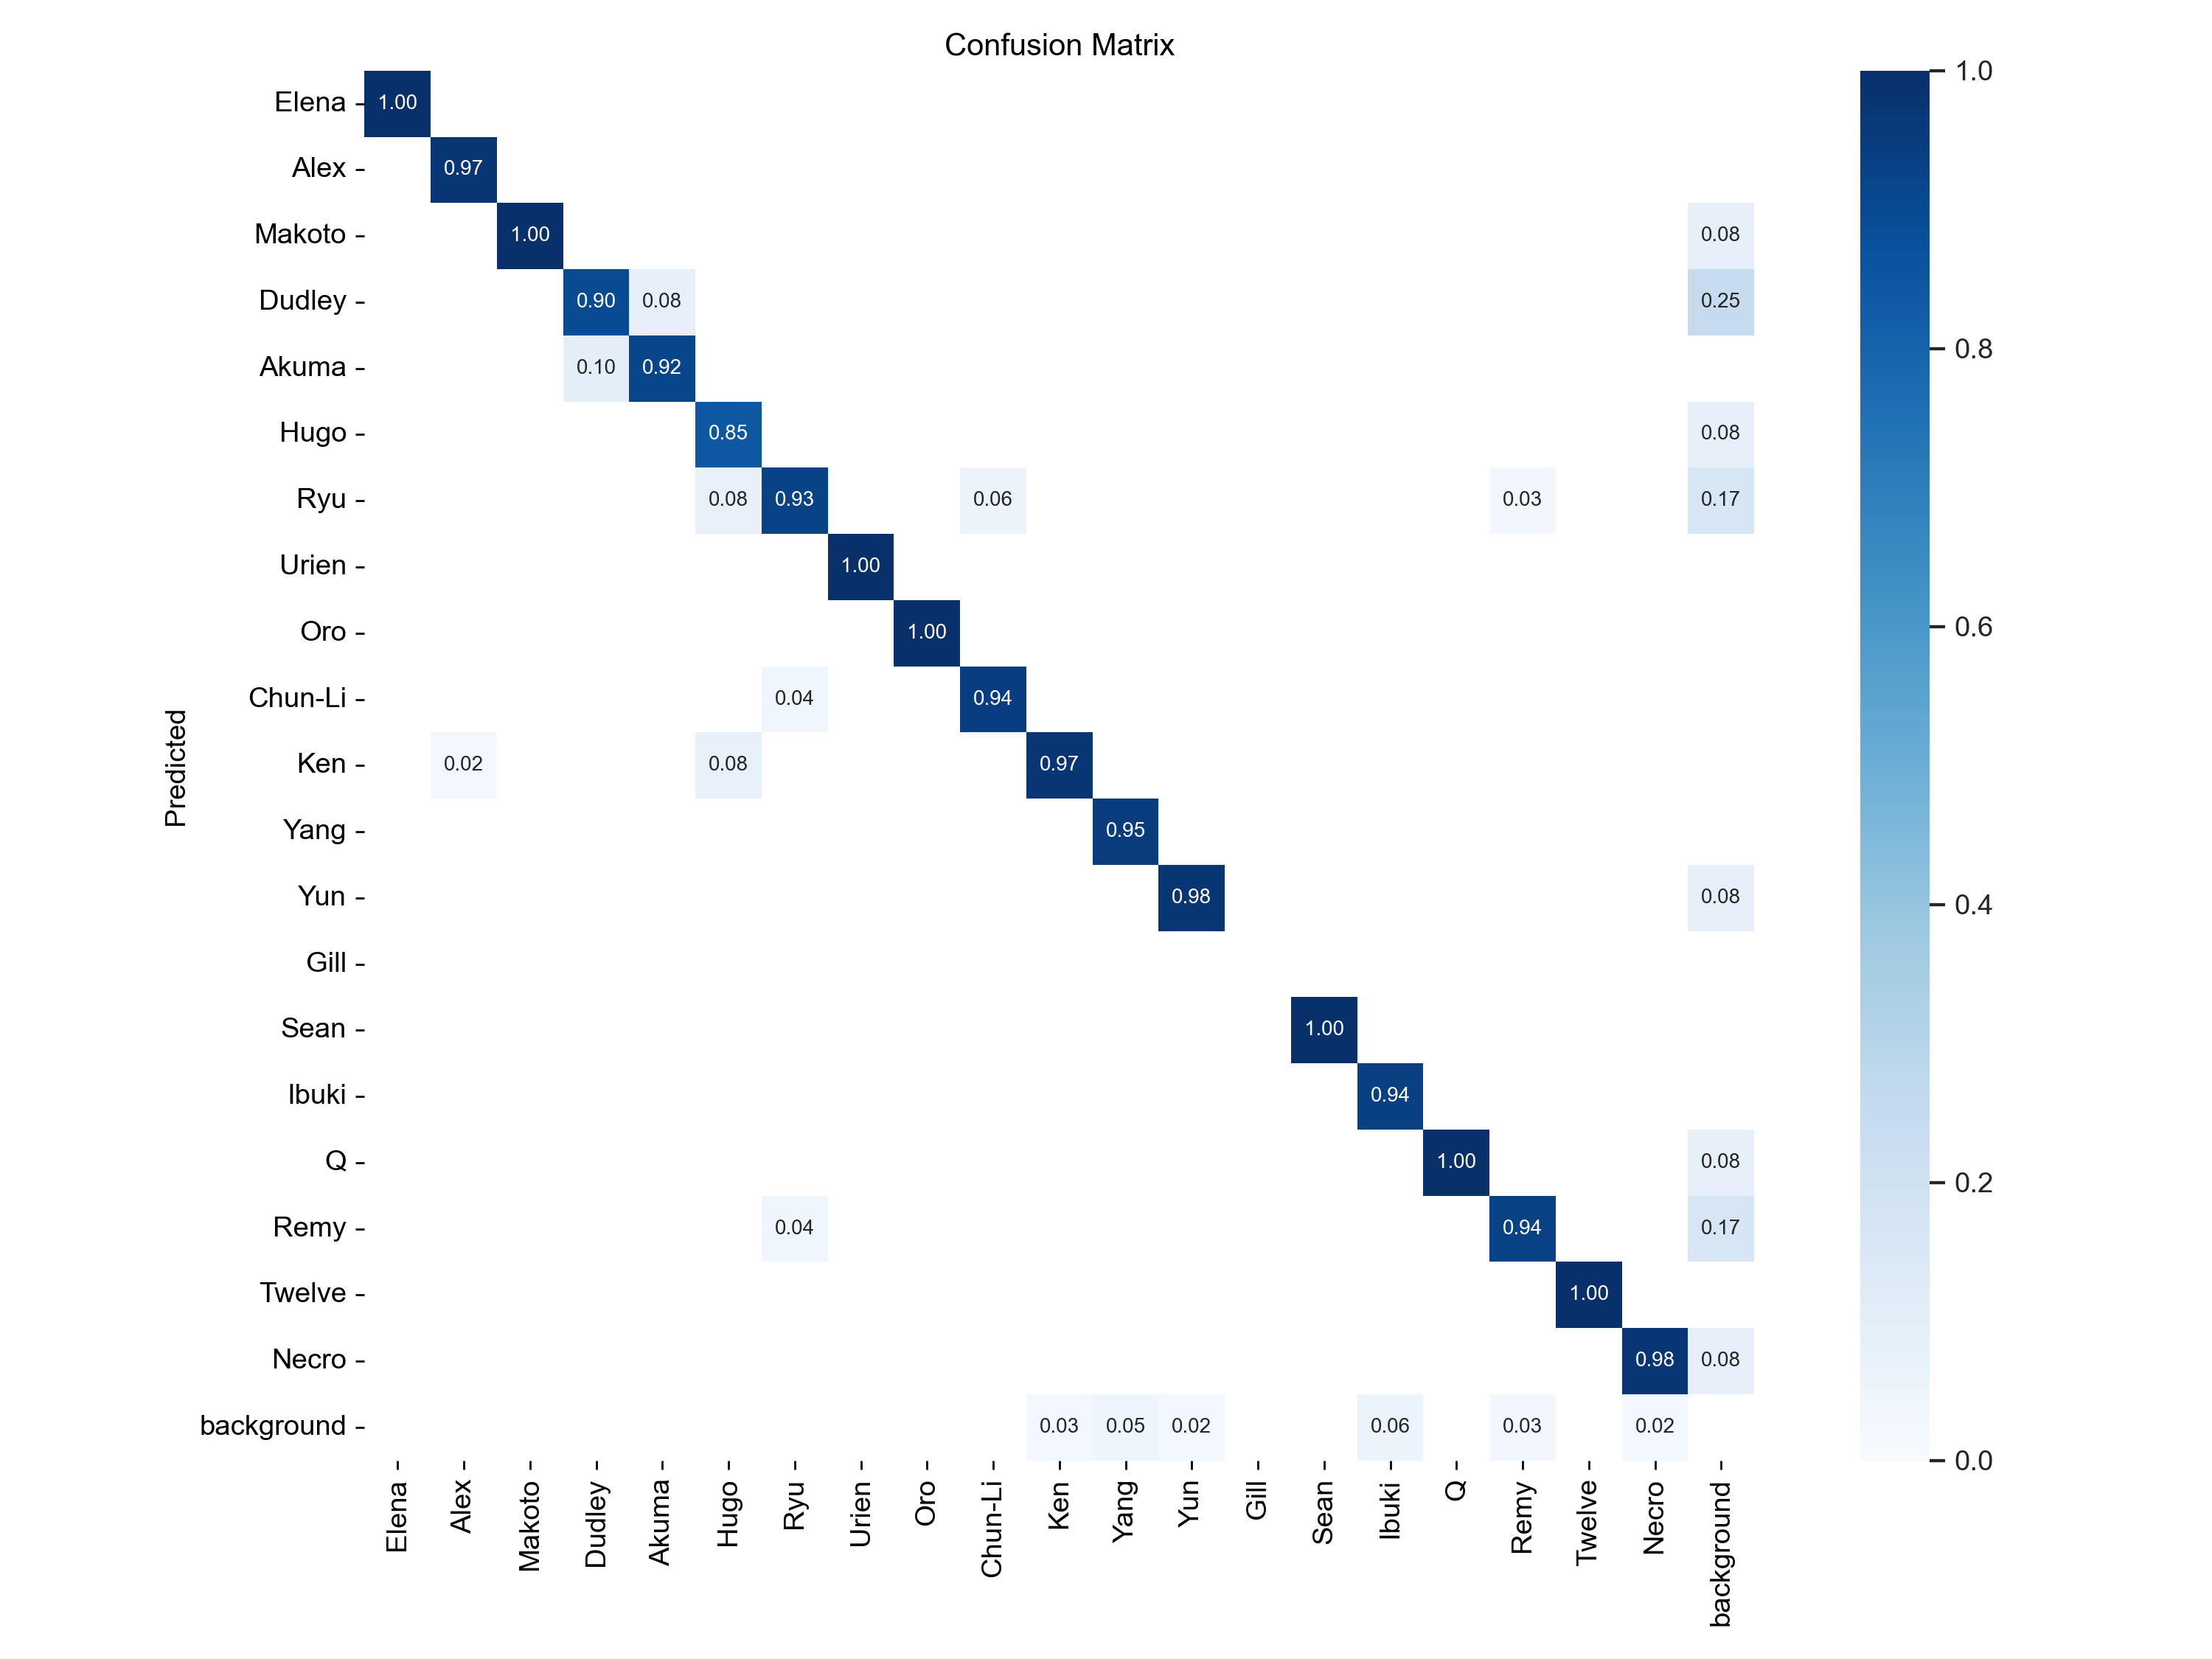 Confusion Matrix
Elena 1.00
Alex 0.97
Makoto 1.00 0.08
Dudley 0.90 0.08 0.25
Akuma 0.10 0.92
Hugo 0.85 0.08
Ryu 0.08 0.93 0.06 0.03 0.17
Urien 1.00
Oro 1.00
Chun-Li 0.04 0.94
Ken 0.02 0.08 0.97
Yang 0.95
Yun 0.98 0.08
Gill
Sean 1.00
Ibuki 0.94
Q 1.00 0.08
Remy 0.04 0.94 0.17
Twelve 1.00
Necro 0.98 0.08
background 0.03 0.05 0.02 0.06 0.03 0.02
Predicted
Elena
Alex
Makoto
Dudley
Akuma
Hugo
Ryu
Urien
Oro
Chun-Li
Ken
Yang
Yun
Gill
Sean
Ibuki
Q
Remy
Twelve
Necro
background
1.0
0.8
0.6
0.4
0.2
0.0